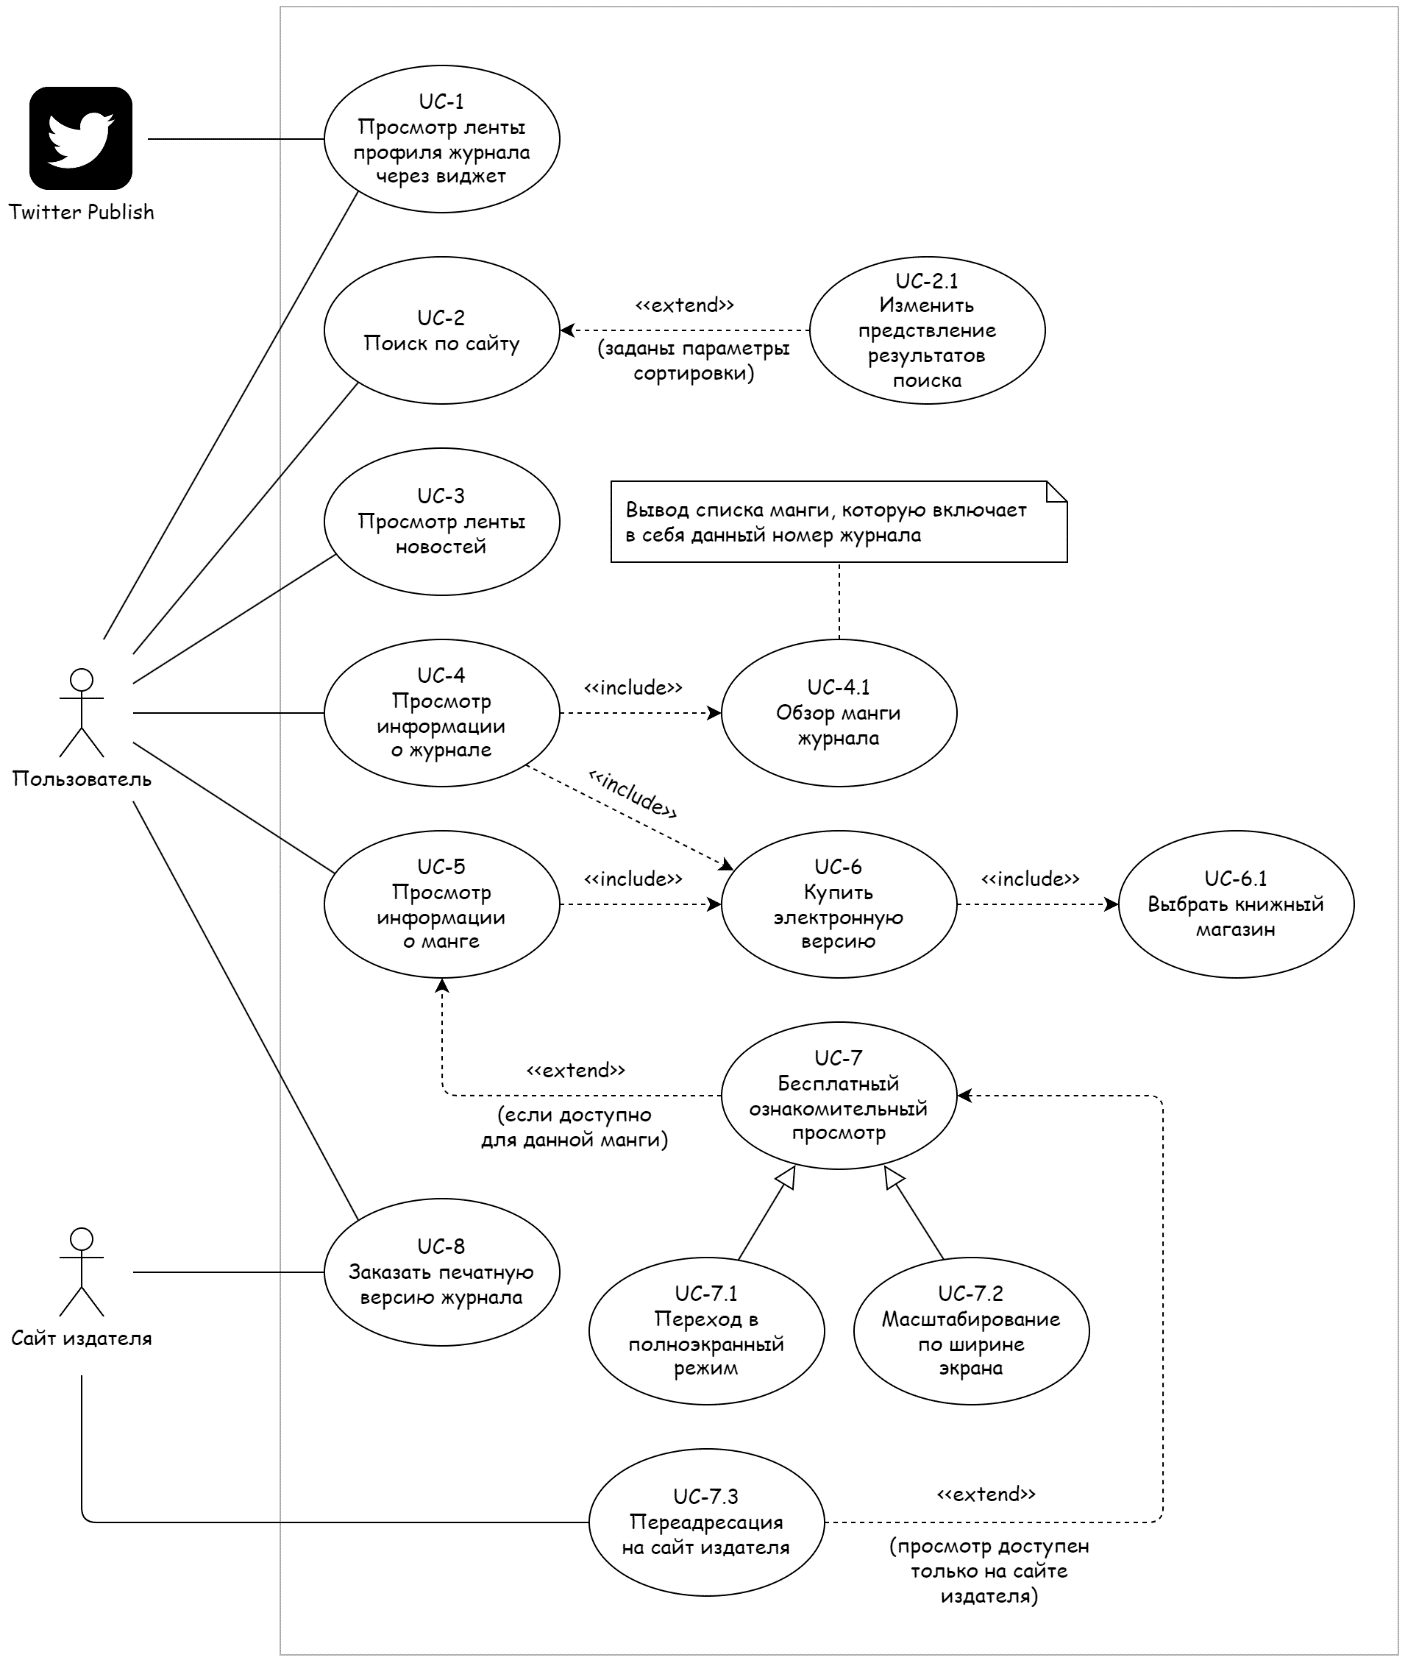 UC-1
Просмотр ленты
профиля журнала
через виджет
Twitter Publish
UC-2
Поиск по сайту
<<extend>>
(заданы параметры
сортировки)
UC-2.1
Изменить
предствление
результатов
поиска
UC-3
Просмотр ленты
новостей
Вывод списка манги, которую включает
в себя данный номер журнала
UC-4
Просмотр
информации
о журнале
<<include>>
UC-4.1
Обзор манги
журнала
Пользователь
<<include>>
UC-5
Просмотр
информации
о манге
<<include>>
UC-6
Купить
электронную
версию
<<include>>
UC-6.1
Выбрать книжный
магазин
<<extend>>
(если доступно
для данной манги)
UC-7
Бесплатный
ознакомительный
просмотр
UC-8
Заказать печатную
версию журнала
Сайт издателя
UC-7.1
Переход в
полноэкранный
режим
UC-7.2
Масштабирование
по ширине
экрана
UC-7.3
Переадресация
на сайт издателя
<<extend>>
(просмотр доступен
только на сайте
издателя)